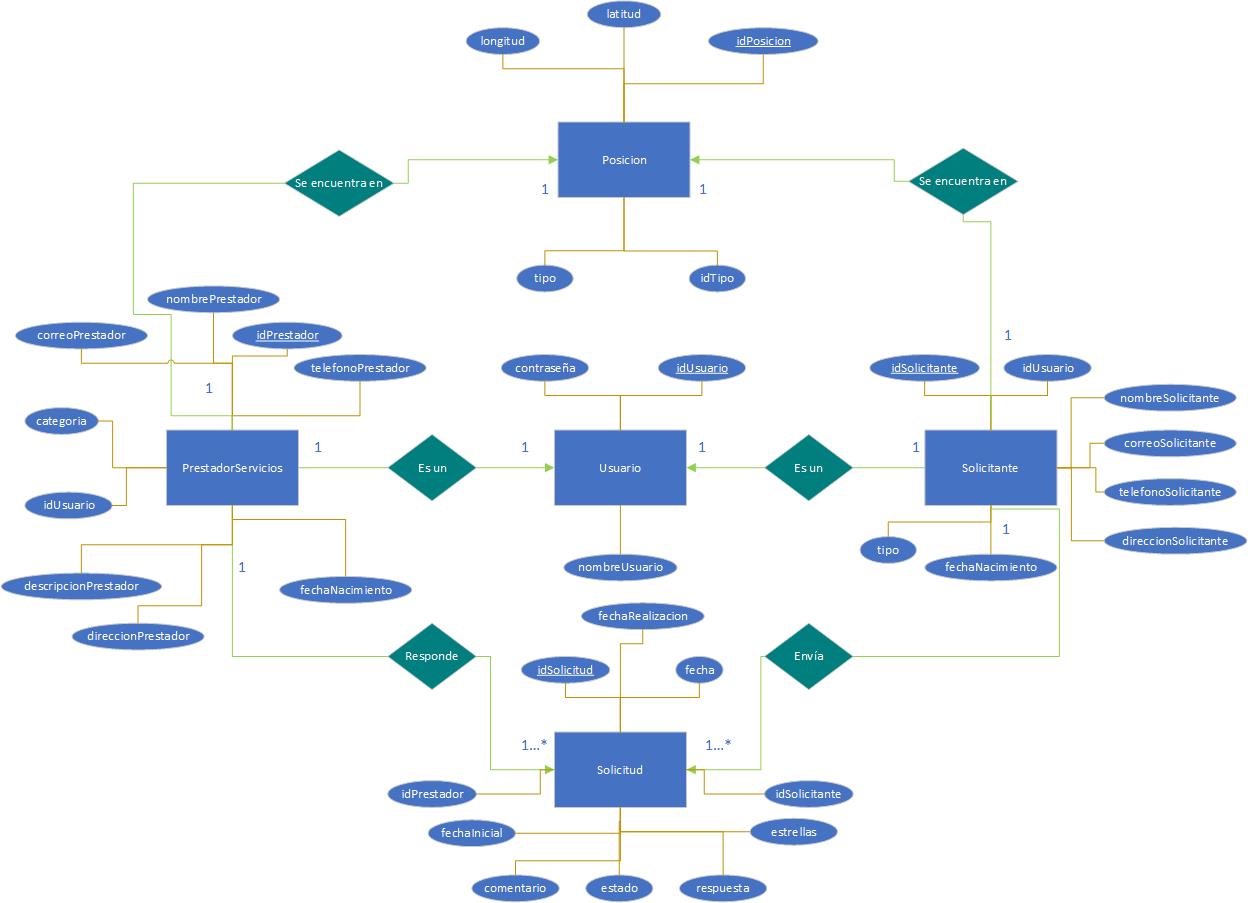 latitud
longitud
idPosicion
Posicion
Se encuentra en
Se encuentra en
1
1
tipo
idTipo
nombrePrestador
correoPrestador
idPrestador
1
telefonoPrestador
contraseña
idUsuario
idSolicitante
idUsuario
1
nombreSolicitante
categoria
correoSolicitante
1
1
1
1
PrestadorServicios
Es un
Usuario
Es un
Solicitante
telefonoSolicitante
idUsuario
1
direccionSolicitante
tipo
1
nombreUsuario
fechaNacimiento
descripcionPrestador
fechaNacimiento
fechaRealizacion
direccionPrestador
Responde
Envía
idSolicitud
fecha
1...*
1...*
Solicitud
idPrestador
idSolicitante
fechaInicial
estrellas
comentario
estado
respuesta